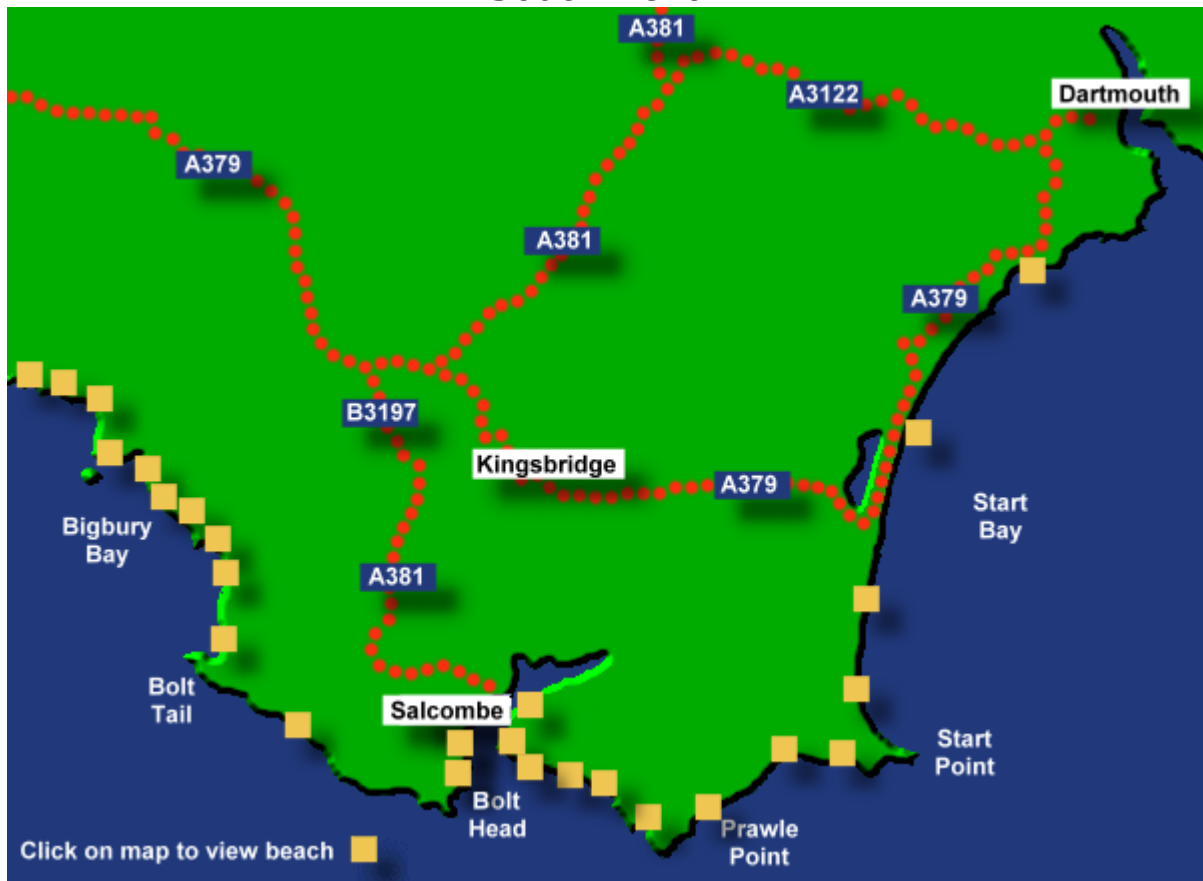 A381
A3122
Dartmouth
A379
A381
A379
B3197
Kingsbridge
A379
Start
Bay
Bigbury
Bay
A381
Bolt
Tail
Salcombe
Start
Point
Bolt
Head
Prawle
Point
Click on map to view beach